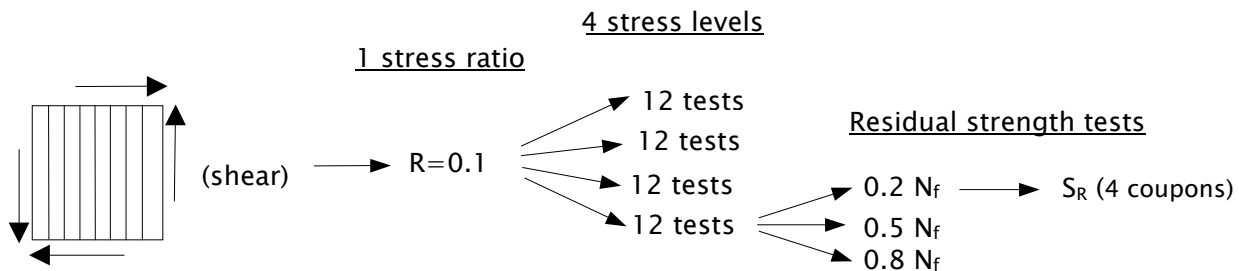 4 stress levels
1 stress ratio
12 tests
12 tests
Residual strength tests
(shear)
R=0.1
12 tests
0.2 Nf
SR (4 coupons)
12 tests
0.5 Nf
0.8 Nf